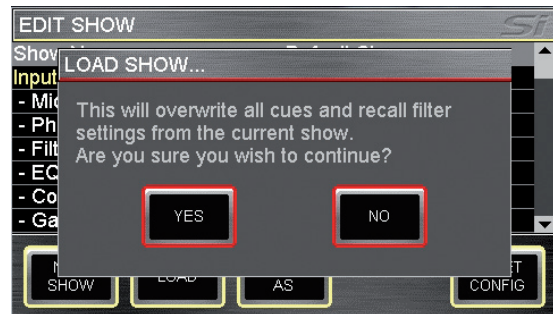 EDIT SHOW Si
Show
LOAD SHOW...
Input
- Mic
This will overwrite all cues and recall filter
- Ph
settings from the current show.
- Filt
Are you sure you wish to continue?
- EQ
- Co
YES NO
- Ga
SHOW LOAD AS CONFIG